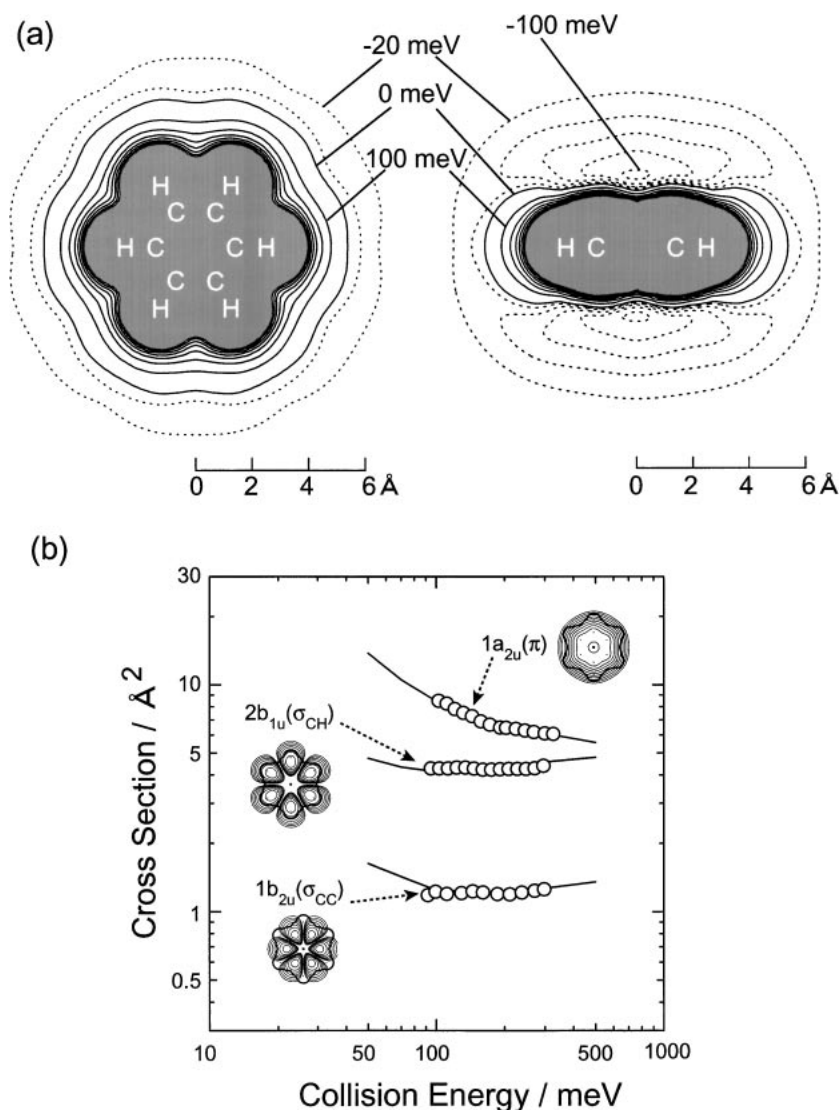 (a)
-100 meV
-20 meV
0 meV
100 meV
H H
C C
H C C H H C C H
C C
H H
0 2 4 6 Å 0 2 4 6 Å
(b)
30
10
5
1
0.5
Cross Section / Å²
1a₂ᵤ(π)
2b₁ᵤ(σCH)
1b₂ᵤ(σCC)
10 50 100 500 1000
Collision Energy / meV